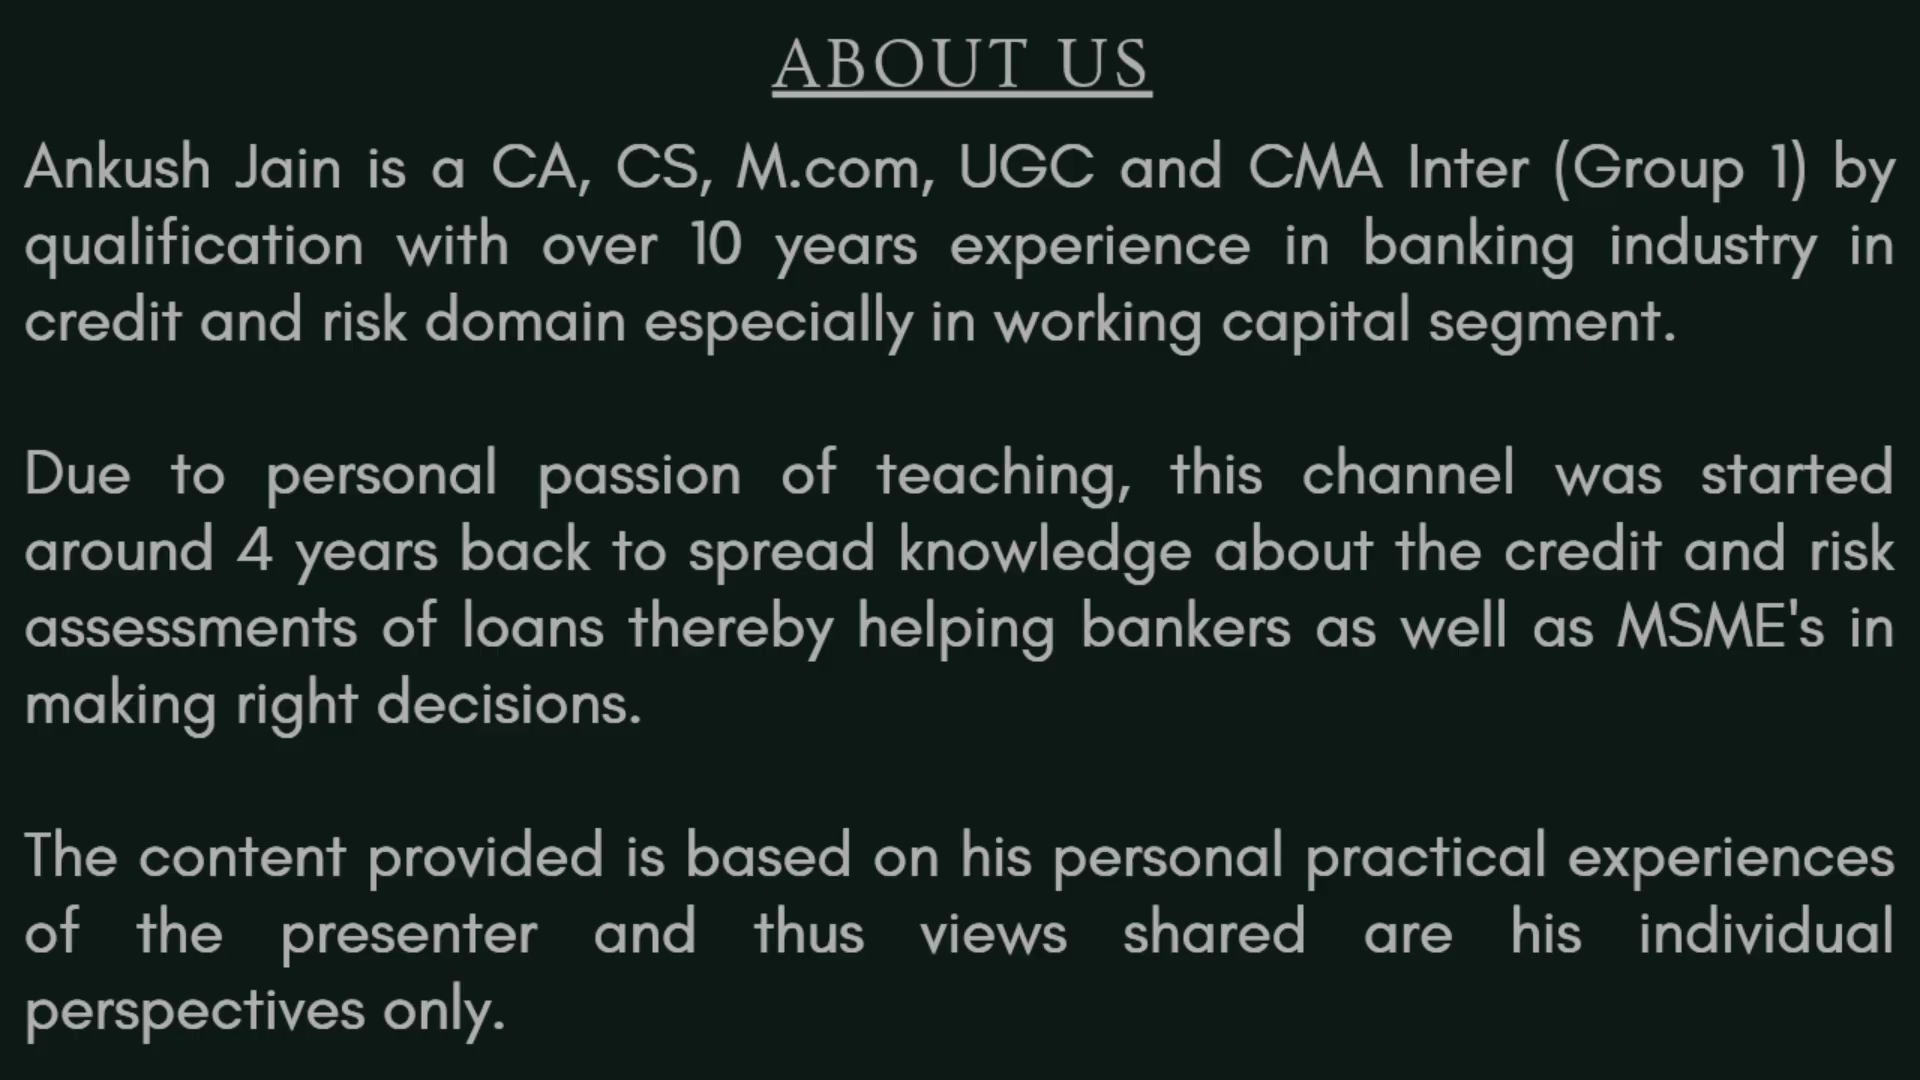 ABOUT US
Ankush Jain is a CA, CS, M.com, UGC and CMA Inter (Group 1) by
qualification with over 10 years experience in banking industry in
credit and risk domain especially in working capital segment.
Due to personal passion of teaching, this channel was started
around 4 years back to spread knowledge about the credit and risk
assessments of loans thereby helping bankers as well as MSME's in
making right decisions.
The content provided is based on his personal practical experiences
of the presenter and thus views shared are his individual
perspectives only.